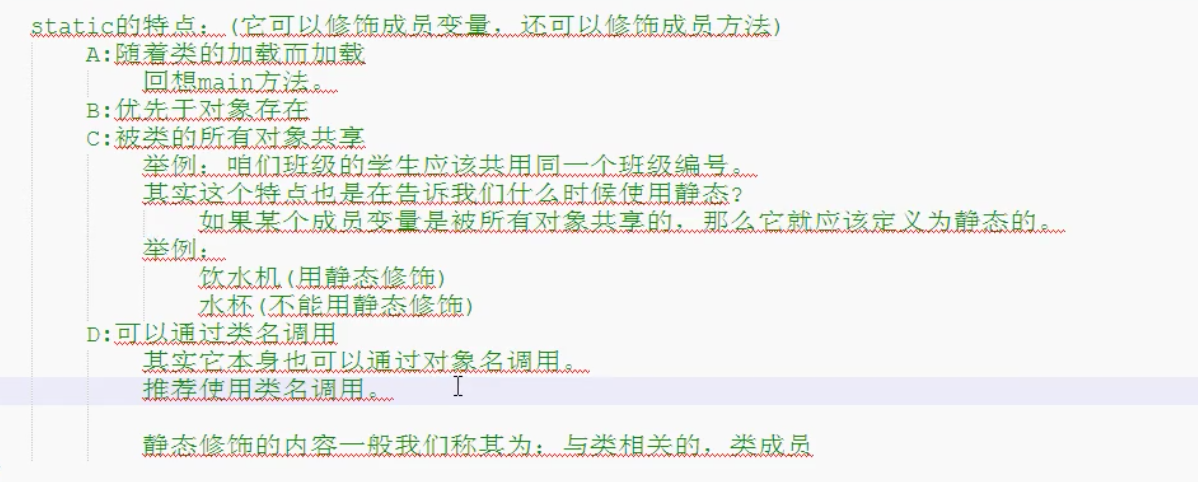 static的特点：(它可以修饰成员变量，还可以修饰成员方法)
A:随着类的加载而加载
回想main方法。
B:优先于对象存在
C:被类的所有对象共享
举例：咱们班级的学生应该共用同一个班级编号。
其实这个特点也是在告诉我们什么时候使用静态?
如果某个成员变量是被所有对象共享的，那么它就应该定义为静态的。
举例：
饮水机(用静态修饰)
水杯(不能用静态修饰)
D:可以通过类名调用
其实它本身也可以通过对象名调用。
推荐使用类名调用。
静态修饰的内容一般我们称其为：与类相关的，类成员